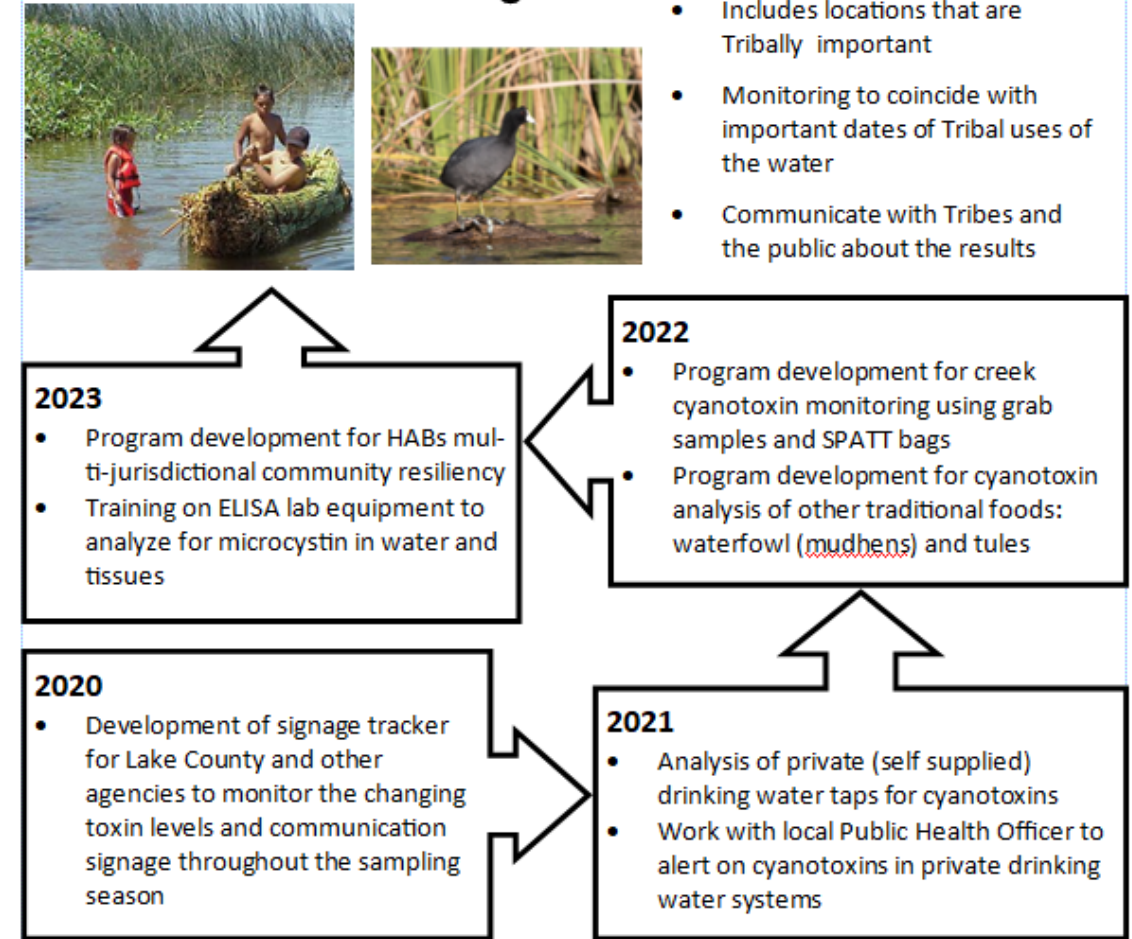 • Includes locations that are
Tribally  important
• Monitoring to coincide with
important dates of Tribal uses of
the water
• Communicate with Tribes and
the public about the results
2022
• Program development for creek
cyanotoxin monitoring using grab
samples and SPATT bags
• Program development for cyanotoxin
analysis of other traditional foods:
waterfowl (mudhens) and tules
2023
• Program development for HABs mul-
ti-jurisdictional community resiliency
• Training on ELISA lab equipment to
analyze for microcystin in water and
tissues
2020
• Development of signage tracker
for Lake County and other
agencies to monitor the changing
toxin levels and communication
signage throughout the sampling
season
2021
• Analysis of private (self supplied)
drinking water taps for cyanotoxins
• Work with local Public Health Officer to
alert on cyanotoxins in private drinking
water systems